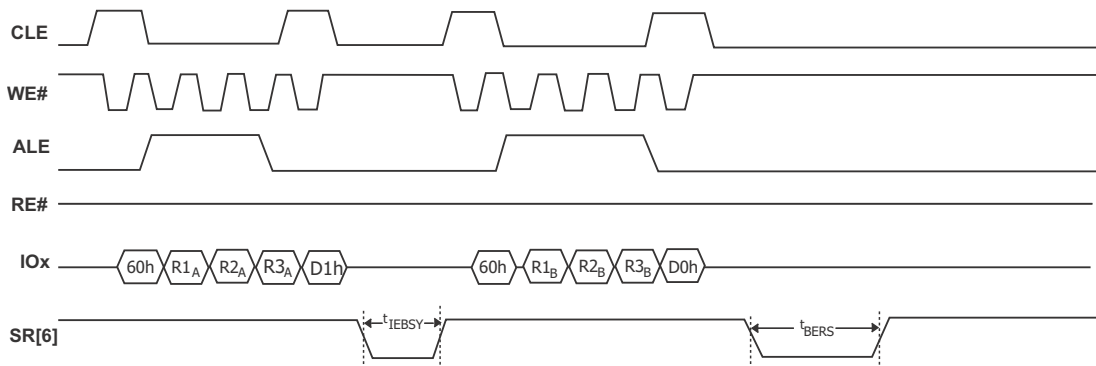 CLE
WE#
ALE
RE#
IOx 60h R1A R2A R3A D1h 60h R1B R2B R3B D0h
SR[6] tIEBSY tBERS